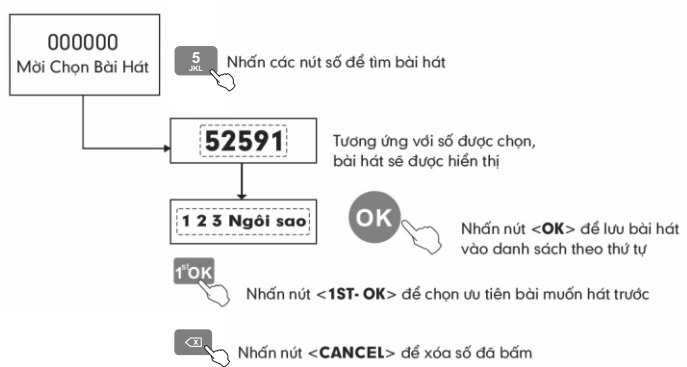 000000
Mời Chọn Bài Hát
5
JKL
Nhấn các nút số để tìm bài hát
52591
Tương ứng với số được chọn,
bài hát sẽ được hiển thị
1 2 3 Ngôi sao
OK
Nhấn nút <OK> để lưu bài hát
vào danh sách theo thứ tự
1st OK
Nhấn nút <1ST- OK> để chọn ưu tiên bài muốn hát trước
Nhấn nút <CANCEL> để xóa số đã bấm